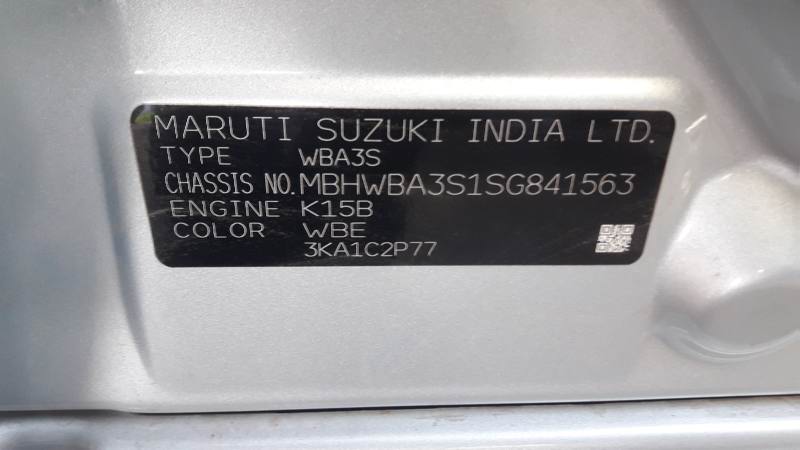 MARUTI SUZUKI INDIA LTD.
TYPE WBA3S
CHASSIS NO. MBHWBA3S1SG841563
ENGINE K15B
COLOR WBE
3KA1C2P77